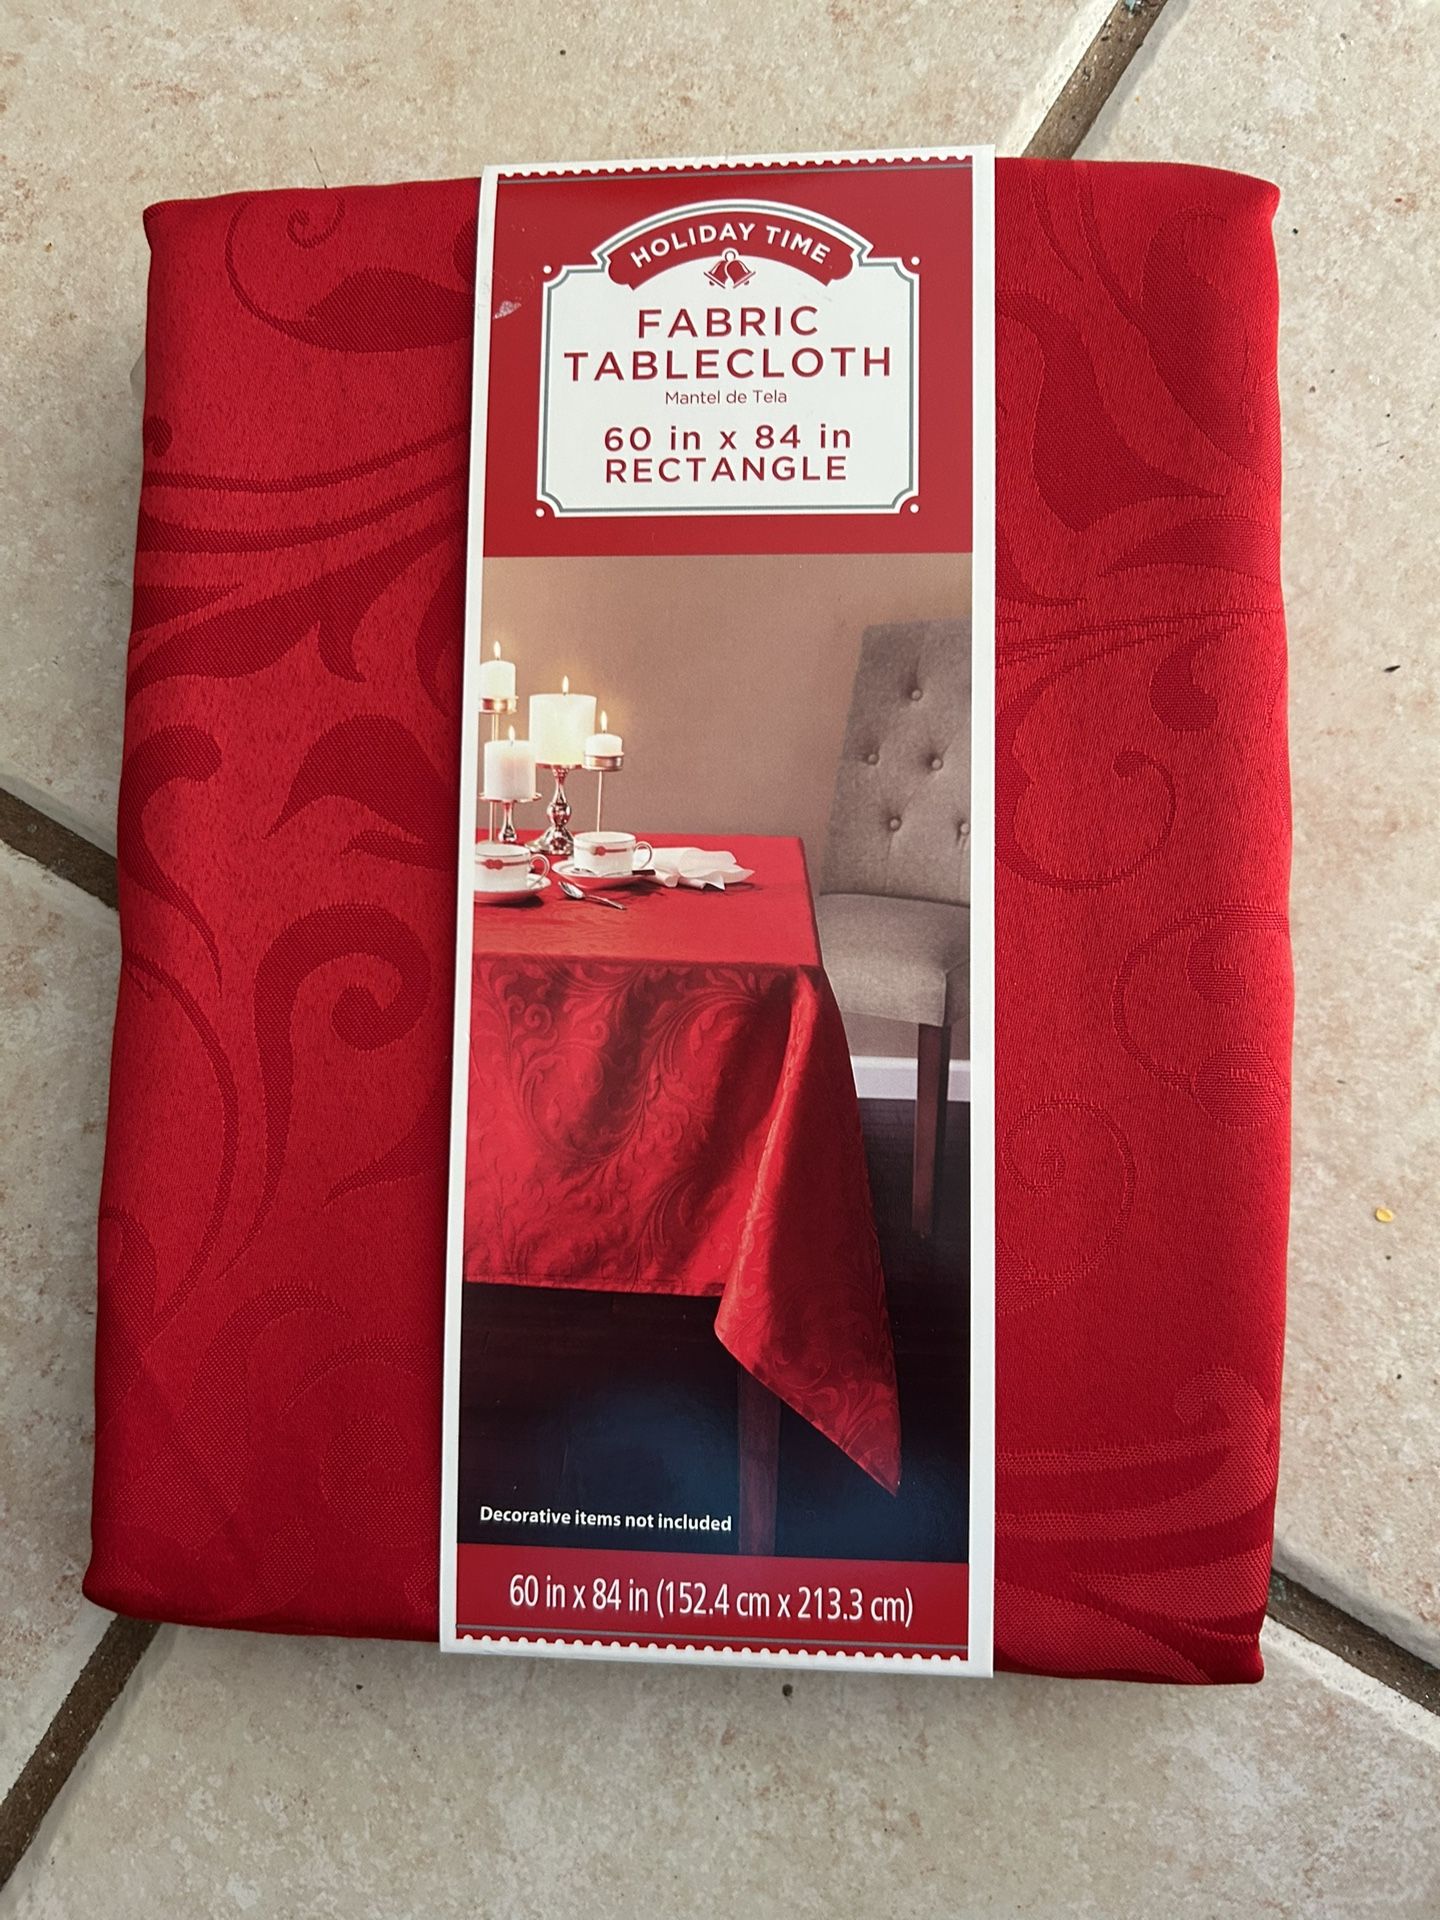 HOLIDAY TIME
FABRIC
TABLECLOTH
Mantel de Tela
60 in x 84 in
RECTANGLE
Decorative items not included
60 in x 84 in (152.4 cm x 213.3 cm)